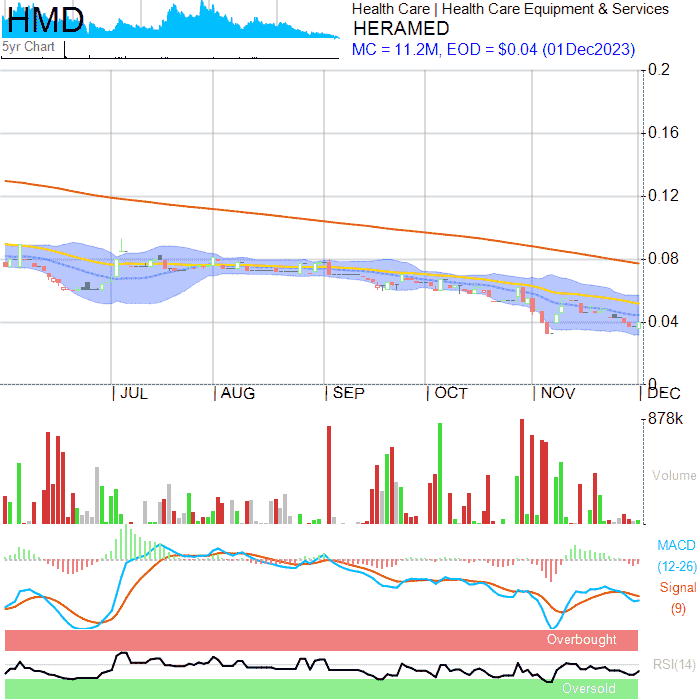 HMD
5yr Chart
Health Care | Health Care Equipment & Services
HERAMED
MC = 11.2M, EOD = $0.04 (01Dec2023)
0.2
0.16
0.12
0.08
0.04
0
JUL AUG SEP OCT NOV DEC
878k
Volume
MACD
(12-26)
Signal
(9)
Overbought
RSI(14)
Oversold